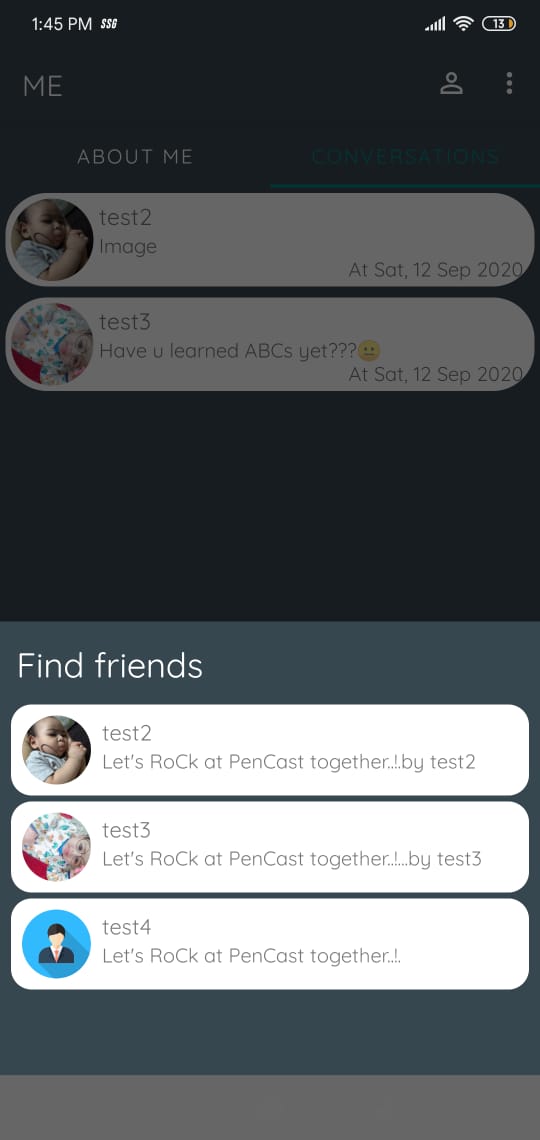 1:45 PM SSG
13
ME
ABOUT ME
CONVERSATIONS
test2
Image
At Sat, 12 Sep 2020
test3
Have u learned ABCs yet???😐
At Sat, 12 Sep 2020
Find friends
test2
Let's RoCk at PenCast together..!.by test2
test3
Let's RoCk at PenCast together..!...by test3
test4
Let's RoCk at PenCast together..!.